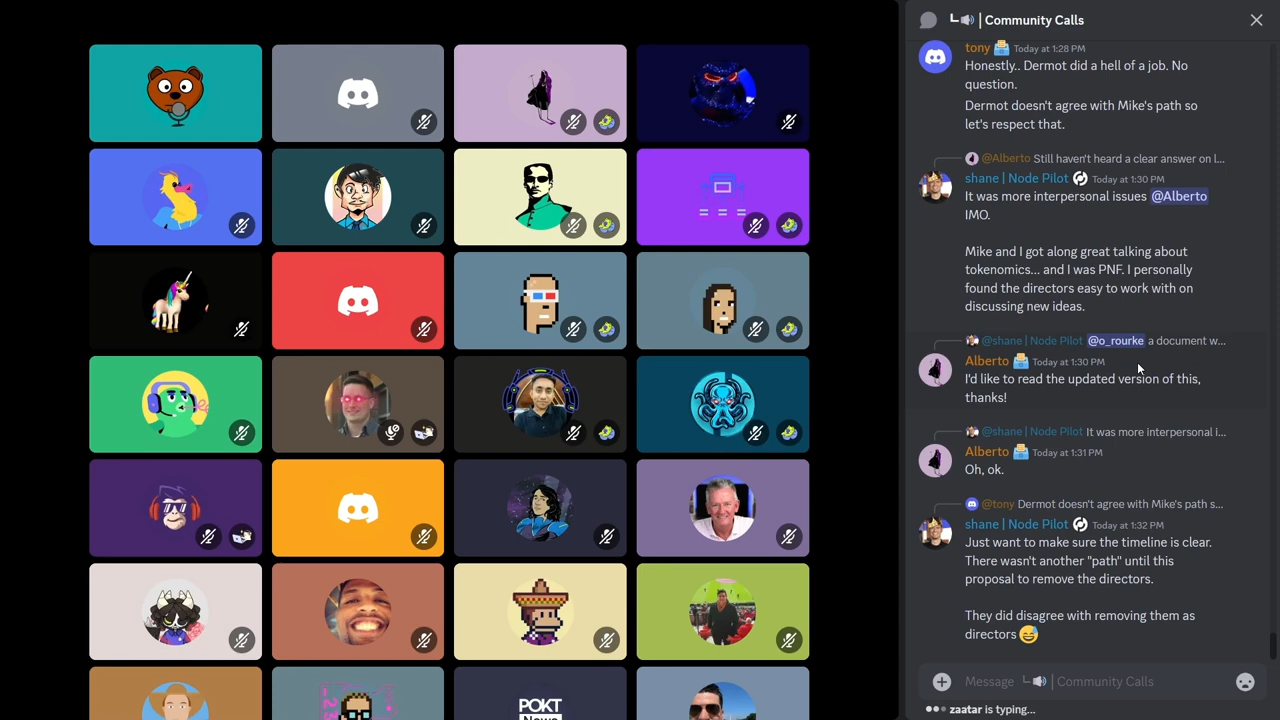 └🔊 | Community Calls
tony Today at 1:28 PM
Honestly.. Dermot did a hell of a job. No
question.
Dermot doesn't agree with Mike's path so
let's respect that.
@Alberto Still haven't heard a clear answer on l...
shane | Node Pilot Today at 1:30 PM
It was more interpersonal issues @Alberto
IMO.
Mike and I got along great talking about
tokenomics... and I was PNF. I personally
found the directors easy to work with on
discussing new ideas.
@shane | Node Pilot @o_rourke a document w...
Alberto Today at 1:30 PM
I'd like to read the updated version of this,
thanks!
@shane | Node Pilot It was more interpersonal i...
Alberto Today at 1:31 PM
Oh, ok.
@tony Dermot doesn't agree with Mike's path s...
shane | Node Pilot Today at 1:32 PM
Just want to make sure the timeline is clear.
There wasn't another "path" until this
proposal to remove the directors.
They did disagree with removing them as
directors 😅
Message └🔊 | Community Calls
zaatar is typing...
POKT
News